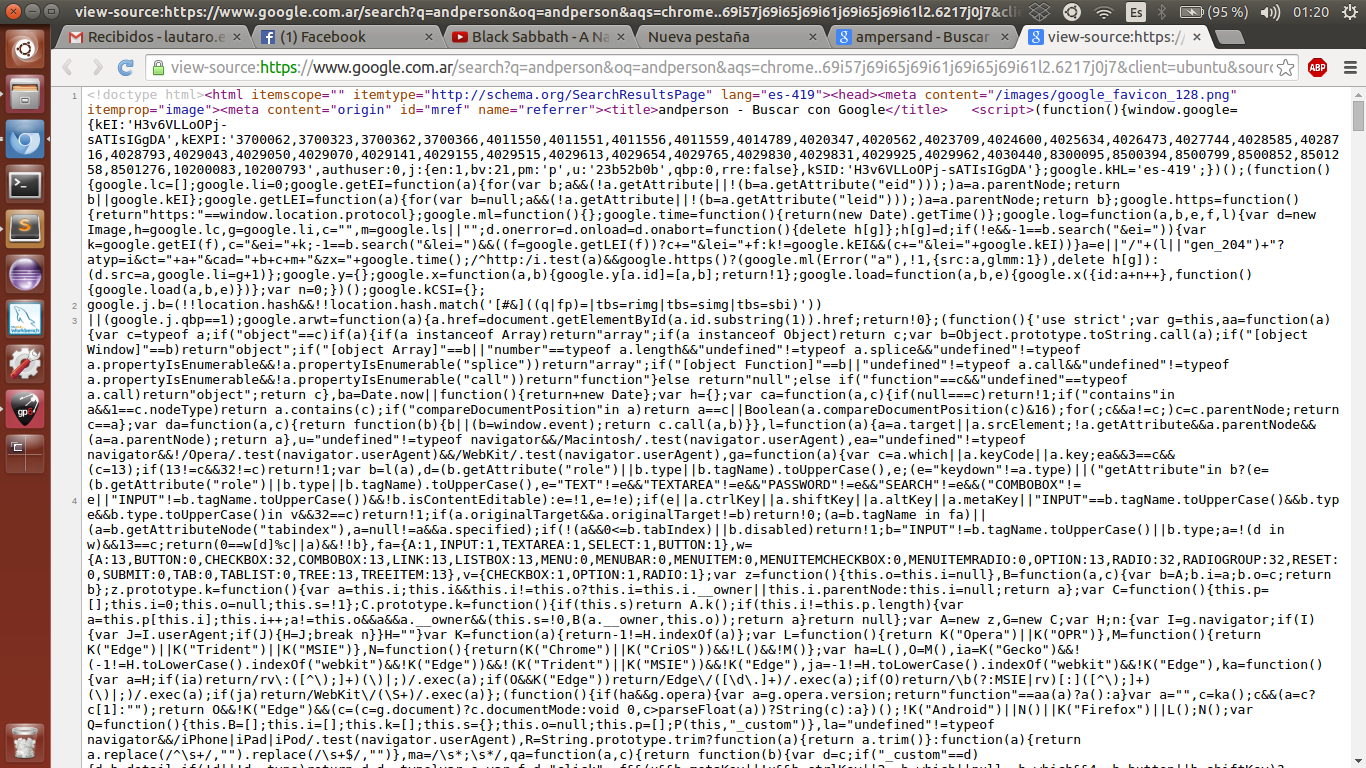 view-source:https://www.google.com.ar/search?q=andperson&oq=andperson&aqs=chrome..69i57j69i65j69i61j69i65j69i61l2.6217j0j7&cli
Es
(95 %)
01:20
Recibidos - lautaro.e
(1) Facebook
Black Sabbath - A Na
Nueva pestaña
ampersand - Buscar
view-source:https://
view-source:https://www.google.com.ar/search?q=andperson&oq=andperson&aqs=chrome..69i57j69i65j69i61j69i65j69i61l2.6217j0j7&client=ubuntu&sourc
ABP
1 <!doctype html><html itemscope="" itemtype="http://schema.org/SearchResultsPage" lang="es-419"><head><meta content="/images/google_favicon_128.png"
itemprop="image"><meta content="origin" id="mref" name="referrer"><title>andperson - Buscar con Google</title>   <script>(function(){window.google=
{kEI:'H3v6VLLoOPj-
sATIsIGgDA',kEXPI:'3700062,3700323,3700362,3700366,4011550,4011551,4011556,4011559,4014789,4020347,4020562,4023709,4024600,4025634,4026473,4027744,4028585,40287
16,4028793,4029043,4029050,4029070,4029141,4029155,4029515,4029613,4029654,4029765,4029830,4029831,4029925,4029962,4030440,8300095,8500394,8500799,8500852,85012
58,8501276,10200083,10200793',authuser:0,j:{en:1,bv:21,pm:'p',u:'23b52b0b',qbp:0,rre:false},kSID:'H3v6VLLoOPj-sATIsIGgDA'};google.kHL='es-419';})();(function()
{google.lc=[];google.li=0;google.getEI=function(a){for(var b;a&&(!a.getAttribute||!(b=a.getAttribute("eid")));)a=a.parentNode;return
b||google.kEI};google.getLEI=function(a){for(var b=null;a&&(!a.getAttribute||!(b=a.getAttribute("leid")));)a=a.parentNode;return b};google.https=function()
{return"https:"==window.location.protocol};google.ml=function(){};google.time=function(){return(new Date).getTime()};google.log=function(a,b,e,f,l){var d=new
Image,h=google.lc,g=google.li,c="",m=google.ls||"";d.onerror=d.onload=d.onabort=function(){delete h[g]};h[g]=d;if(!e&&-1==b.search("&ei=")){var
k=google.getEI(f),c="&ei="+k;-1==b.search("&lei=")&&((f=google.getLEI(f))?c+="&lei="+f:k!=google.kEI&&(c+="&lei="+google.kEI))}a=e||"/"+(l||"gen_204")+"?
atyp=i&ct="+a+"&cad="+b+c+m+"&zx="+google.time();/^http:/i.test(a)&&google.https()?(google.ml(Error("a"),!1,{src:a,glmm:1}),delete h[g]):
(d.src=a,google.li=g+1)};google.y={};google.x=function(a,b){google.y[a.id]=[a,b];return!1};google.load=function(a,b,e){google.x({id:a+n++},function()
{google.load(a,b,e)})};var n=0;})();google.kCSI={};
2 google.j.b=(!!location.hash&&!!location.hash.match('[#&]((q|fp)=|tbs=rimg|tbs=simg|tbs=sbi)'))
3 ||(google.j.qbp==1);google.arwt=function(a){a.href=document.getElementById(a.id.substring(1)).href;return!0};(function(){'use strict';var g=this,aa=function(a)
{var c=typeof a;if("object"==c)if(a){if(a instanceof Array)return"array";if(a instanceof Object)return c;var b=Object.prototype.toString.call(a);if("[object
Window]"==b)return"object";if("[object Array]"==b||"number"==typeof a.length&&"undefined"!=typeof a.splice&&"undefined"!=typeof
a.propertyIsEnumerable&&!a.propertyIsEnumerable("splice"))return"array";if("[object Function]"==b||"undefined"!=typeof a.call&&"undefined"!=typeof
a.propertyIsEnumerable&&!a.propertyIsEnumerable("call"))return"function"}else return"null";else if("function"==c&&"undefined"==typeof
a.call)return"object";return c},ba=Date.now||function(){return+new Date};var h={};var ca=function(a,c){if(null===c)return!1;if("contains"in
a&&1==c.nodeType)return a.contains(c);if("compareDocumentPosition"in a)return a==c||Boolean(a.compareDocumentPosition(c)&16);for(;c&&a!=c;)c=c.parentNode;return
c==a};var da=function(a,c){return function(b){b||(b=window.event);return c.call(a,b)}},l=function(a){a=a.target||a.srcElement;!a.getAttribute&&a.parentNode&&
(a=a.parentNode);return a},u="undefined"!=typeof navigator&&/Macintosh/.test(navigator.userAgent),ea="undefined"!=typeof
navigator&&!/Opera/.test(navigator.userAgent)&&/WebKit/.test(navigator.userAgent),ga=function(a){var c=a.which||a.keyCode||a.key;ea&&3==c&&
(c=13);if(13!=c&&32!=c)return!1;var b=l(a),d=(b.getAttribute("role")||b.type||b.tagName).toUpperCase(),e;(e="keydown"!=a.type)||("getAttribute"in b?(e=
(b.getAttribute("role")||b.type||b.tagName).toUpperCase(),e="TEXT"!=e&&"TEXTAREA"!=e&&"PASSWORD"!=e&&"SEARCH"!=e&&("COMBOBOX"!=
4 e||"INPUT"!=b.tagName.toUpperCase())&&!b.isContentEditable):e=!1,e=!e);if(e||a.ctrlKey||a.shiftKey||a.altKey||a.metaKey||"INPUT"==b.tagName.toUpperCase()&&b.typ
e&&b.type.toUpperCase()in v&&32==c)return!1;if(a.originalTarget&&a.originalTarget!=b)return!0;(a=b.tagName in fa)||
(a=b.getAttributeNode("tabindex"),a=null!=a&&a.specified);if(!(a&&0<=b.tabIndex)||b.disabled)return!1;b="INPUT"!=b.tagName.toUpperCase()||b.type;a=!(d in
w)&&13==c;return(0==w[d]%c||a)&&!!b},fa={A:1,INPUT:1,TEXTAREA:1,SELECT:1,BUTTON:1},w=
{A:13,BUTTON:0,CHECKBOX:32,COMBOBOX:13,LINK:13,LISTBOX:13,MENU:0,MENUBAR:0,MENUITEM:0,MENUITEMCHECKBOX:0,MENUITEMRADIO:0,OPTION:13,RADIO:32,RADIOGROUP:32,RESET:
0,SUBMIT:0,TAB:0,TABLIST:0,TREE:13,TREEITEM:13},v={CHECKBOX:1,OPTION:1,RADIO:1};var z=function(){this.o=this.i=null},B=function(a,c){var b=A;b.i=a;b.o=c;return
b};z.prototype.k=function(){var a=this.i;this.i&&this.i!=this.o?this.i=this.i.__owner||this.i.parentNode:this.i=null;return a};var C=function(){this.p=
[];this.i=0;this.o=null;this.s=!1};C.prototype.k=function(){if(this.s)return A.k();if(this.i!=this.p.length){var
a=this.p[this.i];this.i++;a!=this.o&&a&&a.__owner&&(this.s=!0,B(a.__owner,this.o));return a}return null};var A=new z,G=new C;var H;n:{var I=g.navigator;if(I)
{var J=I.userAgent;if(J){H=J;break n}}H=""}var K=function(a){return-1!=H.indexOf(a)};var L=function(){return K("Opera")||K("OPR")},M=function(){return
K("Edge")||K("Trident")||K("MSIE")},N=function(){return(K("Chrome")||K("CriOS"))&&!L()&&!M()};var ha=L(),O=M(),ia=K("Gecko")&&!
(-1!=H.toLowerCase().indexOf("webkit")&&!K("Edge"))&&!(K("Trident")||K("MSIE"))&&!K("Edge"),ja=-1!=H.toLowerCase().indexOf("webkit")&&!K("Edge"),ka=function()
{var a=H;if(ia)return/rv\:([^\);]+)(\)|;)/.exec(a);if(O&&K("Edge"))return/Edge\/([\d\.]+)/.exec(a);if(O)return/\b(?:MSIE|rv)[:]([^\);]+)
(\)|;)/.exec(a);if(ja)return/WebKit\/(\S+)/.exec(a)};(function(){if(ha&&g.opera){var a=g.opera.version;return"function"==aa(a)?a():a}var a="",c=ka();c&&(a=c?
c[1]:"");return O&&!K("Edge")&&(c=(c=g.document)?c.documentMode:void 0,c>parseFloat(a))?String(c):a})();!K("Android")||N()||K("Firefox")||L();N();var
Q=function(){this.B=[];this.i=[];this.k=[];this.s={};this.o=null;this.p=[];P(this,"_custom")},la="undefined"!=typeof
navigator&&/iPhone|iPad|iPod/.test(navigator.userAgent),R=String.prototype.trim?function(a){return a.trim()}:function(a){return
a.replace(/^\s+/,"").replace(/\s+$/,"")},ma=/\s*;\s*/,qa=function(a,c){return function(b){var d=c;if("_custom"==d)